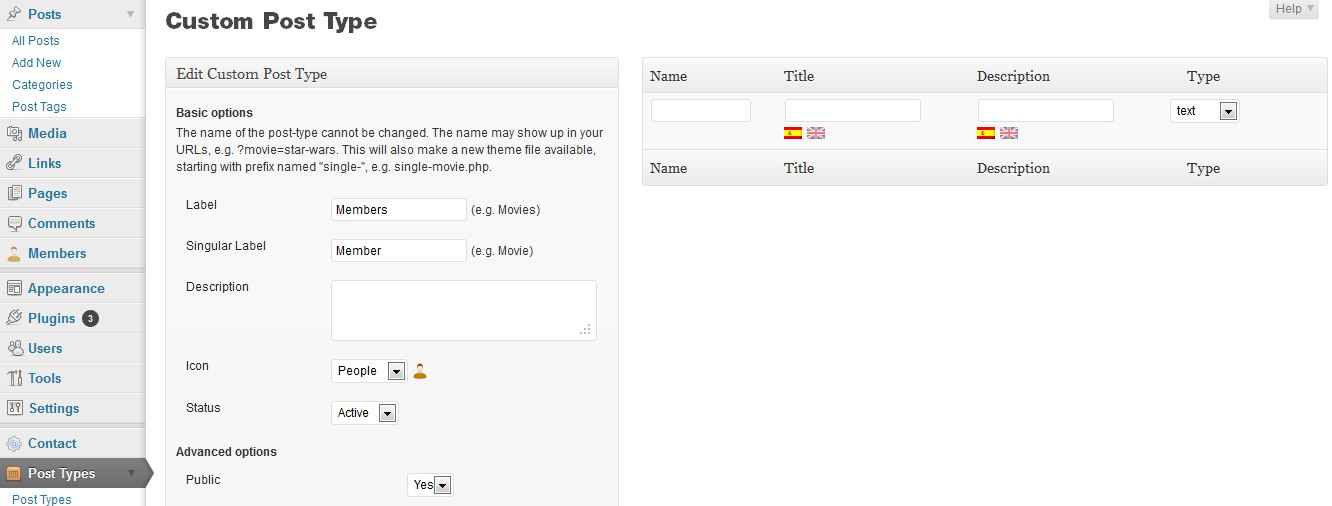 Posts
All Posts
Add New
Categories
Post Tags
Media
Links
Pages
Comments
Members
Appearance
Plugins 3
Users
Tools
Settings
Contact
Post Types
Post Types
Custom Post Type
Help
Edit Custom Post Type
Basic options
The name of the post-type cannot be changed. The name may show up in your
URLs, e.g. ?movie=star-wars. This will also make a new theme file available,
starting with prefix named "single-", e.g. single-movie.php.
Label Members (e.g. Movies)
Singular Label Member (e.g. Movie)
Description
Icon People
Status Active
Advanced options
Public Yes
Name Title Description Type
text
Name Title Description Type